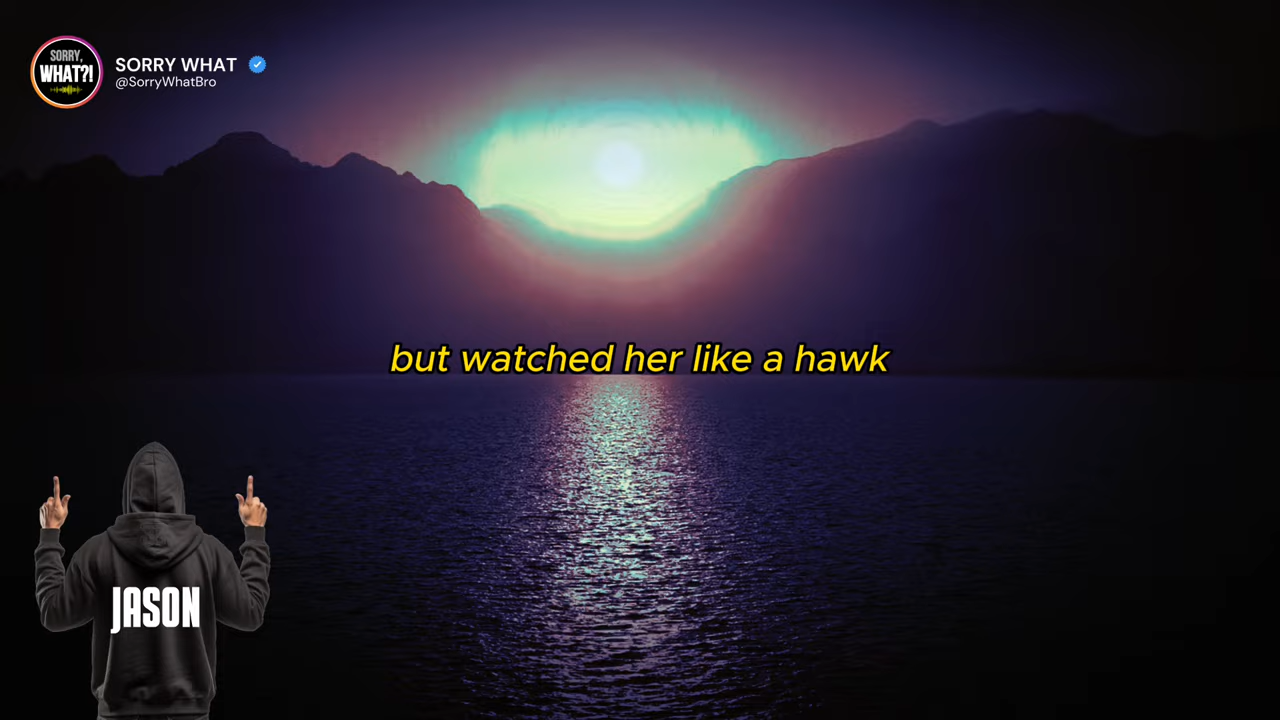 SORRY,
WHAT?!
SORRY WHAT
@SorryWhatBro
but watched her like a hawk
JASON